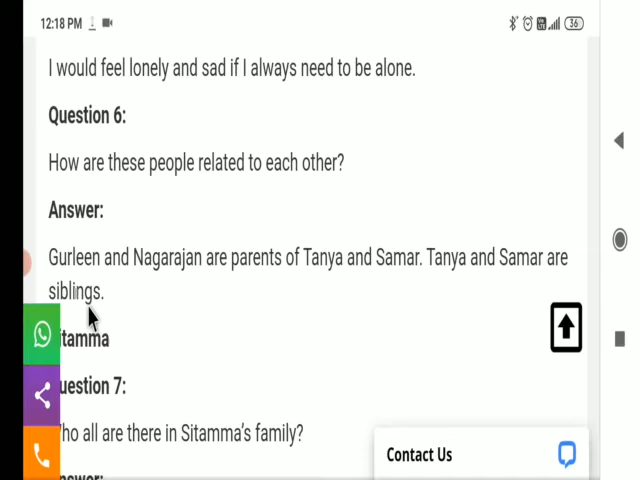 12:18 PM
36
I would feel lonely and sad if I always need to be alone.
Question 6:
How are these people related to each other?
Answer:
Gurleen and Nagarajan are parents of Tanya and Samar. Tanya and Samar are
siblings.
itamma
uestion 7:
ho all are there in Sitamma's family?
Contact Us
nswer: